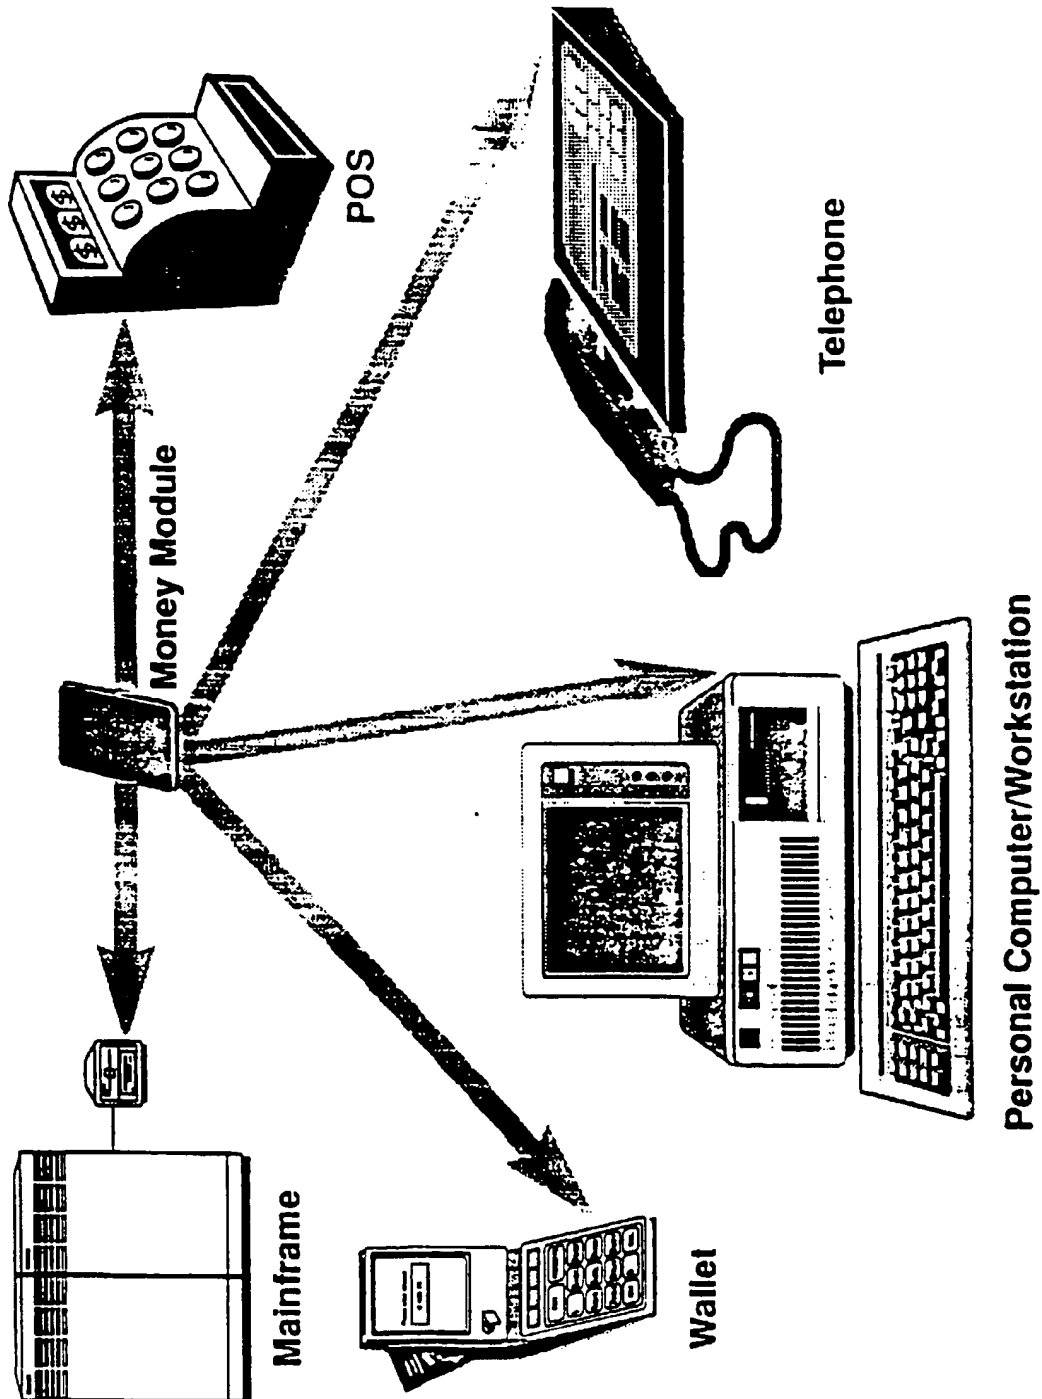 Mainframe
Money Module
POS
$ $ $
Wallet
Personal Computer/Workstation
Telephone